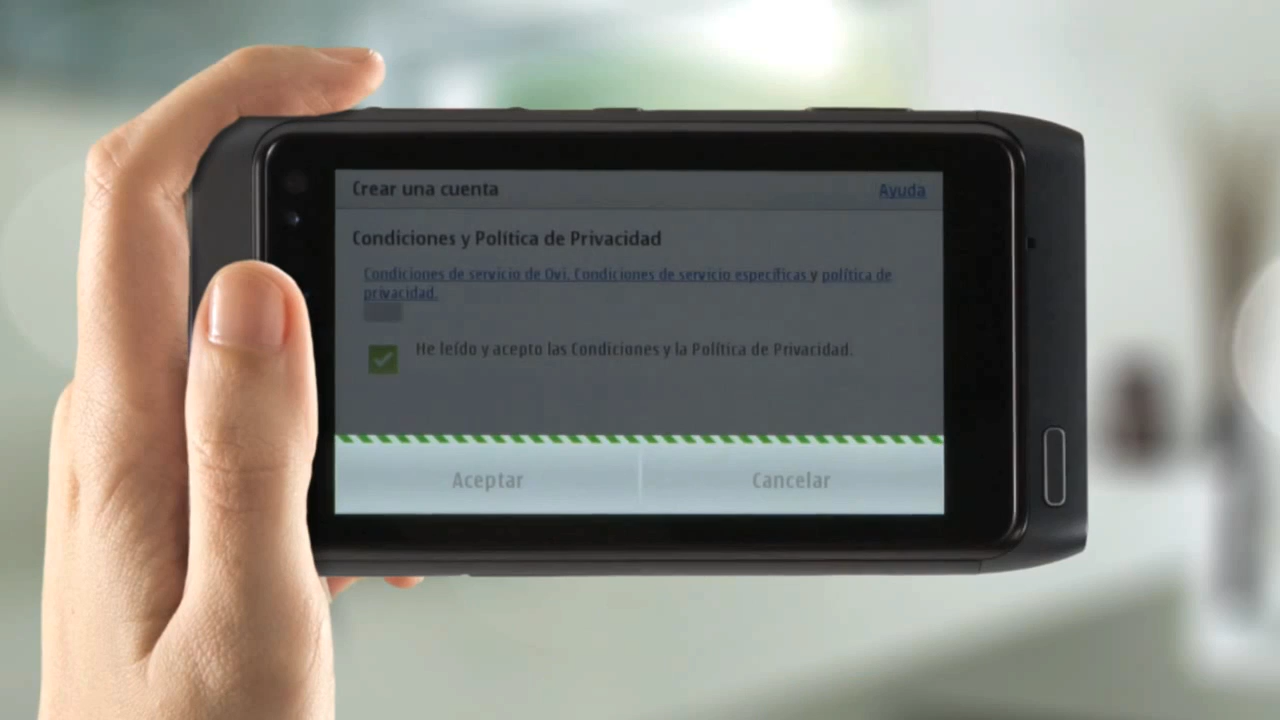 Crear una cuenta
Ayuda
Condiciones y Política de Privacidad
Condiciones de servicio de Ovi. Condiciones de servicio específicas y política de
privacidad.
He leído y acepto las Condiciones y la Política de Privacidad.
Aceptar
Cancelar